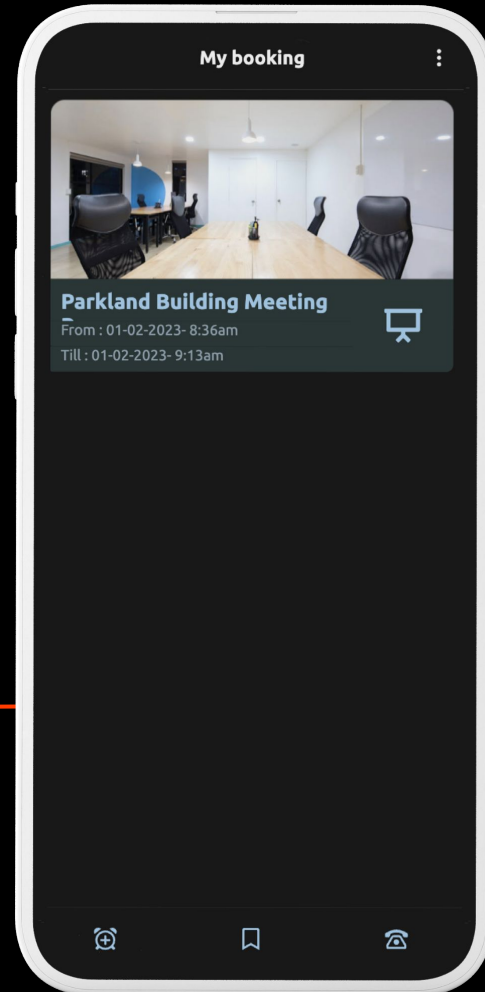 My booking
Parkland Building Meeting
From : 01-02-2023- 8:36am
Till : 01-02-2023- 9:13am